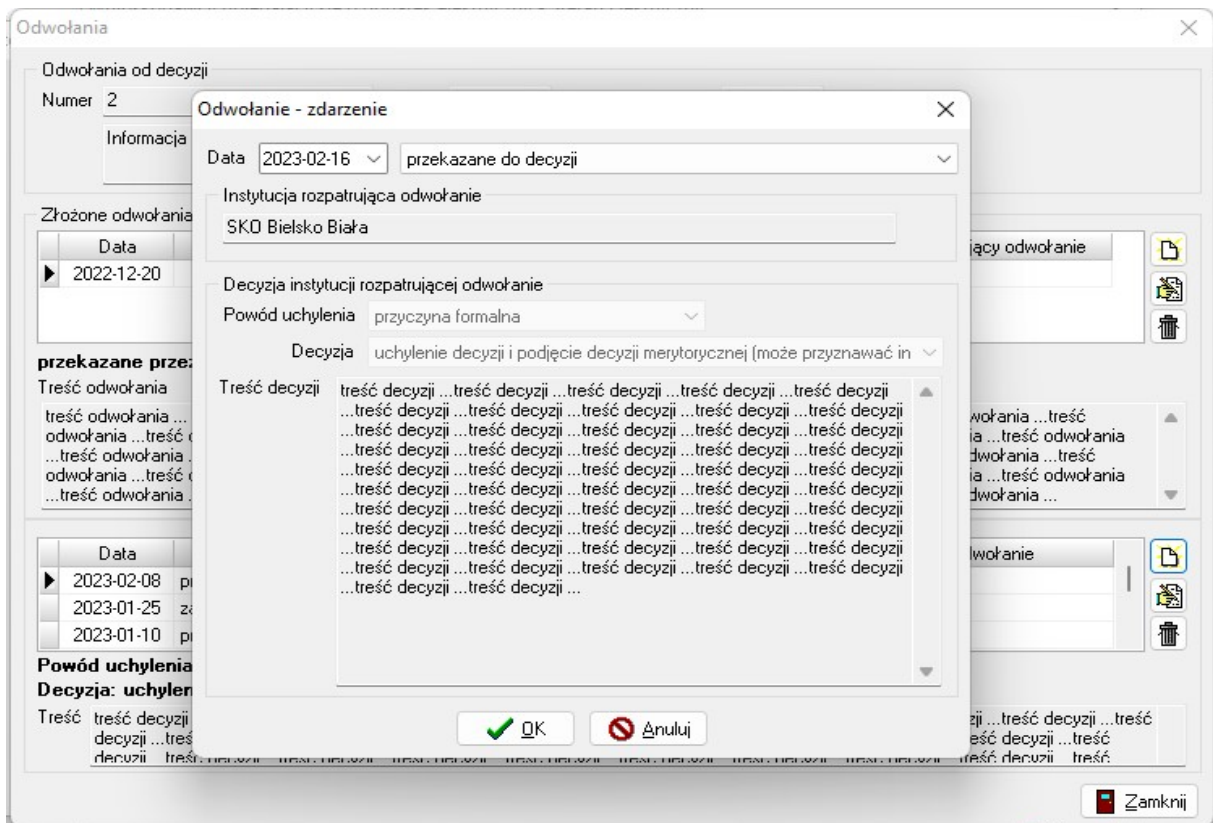 Odwołania
Odwołania od decyzji
Numer 2
Informacja
Odwołanie - zdarzenie
Data 2023-02-16 przekazane do decyzji
Instytucja rozpatrująca odwołanie
SKO Bielsko Biała
Decyzja instytucji rozpatrującej odwołanie
Powód uchylenia przyczyna formalna
Decyzja uchylenie decyzji i podjęcie decyzji merytorycznej (może przyznawać in
Treść decyzji treść decyzji ...treść decyzji ...treść decyzji ...treść decyzji ...treść decyzji
...treść decyzji ...treść decyzji ...treść decyzji ...treść decyzji ...treść decyzji
...treść decyzji ...treść decyzji ...treść decyzji ...treść decyzji ...treść decyzji
...treść decyzji ...treść decyzji ...treść decyzji ...treść decyzji ...treść decyzji
...treść decyzji ...treść decyzji ...treść decyzji ...treść decyzji ...treść decyzji
...treść decyzji ...treść decyzji ...treść decyzji ...treść decyzji ...treść decyzji
...treść decyzji ...treść decyzji ...treść decyzji ...treść decyzji ...treść decyzji
...treść decyzji ...treść decyzji ...treść decyzji ...treść decyzji ...treść decyzji
...treść decyzji ...treść decyzji ...treść decyzji ...treść decyzji ...treść decyzji
...treść decyzji ...treść decyzji ...treść decyzji ...treść decyzji ...treść decyzji
...treść decyzji ...treść decyzji ...
OK Anuluj
Złożone odwołania
Data jący odwołanie
2022-12-20
przekazane prze
Treść odwołania
treść odwołania ... wołania ...treść
odwołania ...treść ia ...treść odwołania
...treść odwołania dwołania ...treść
odwołania ...treść ia ...treść odwołania
...treść odwołania dwołania ...
Data dwołanie
2023-02-08
2023-01-25 za
2023-01-10
Powód uchylenia
Decyzja: uchylen
Treść treść decyzji zji ...treść decyzji ...treść
decyzji ...treś eść decyzji ...treść
Zamknij